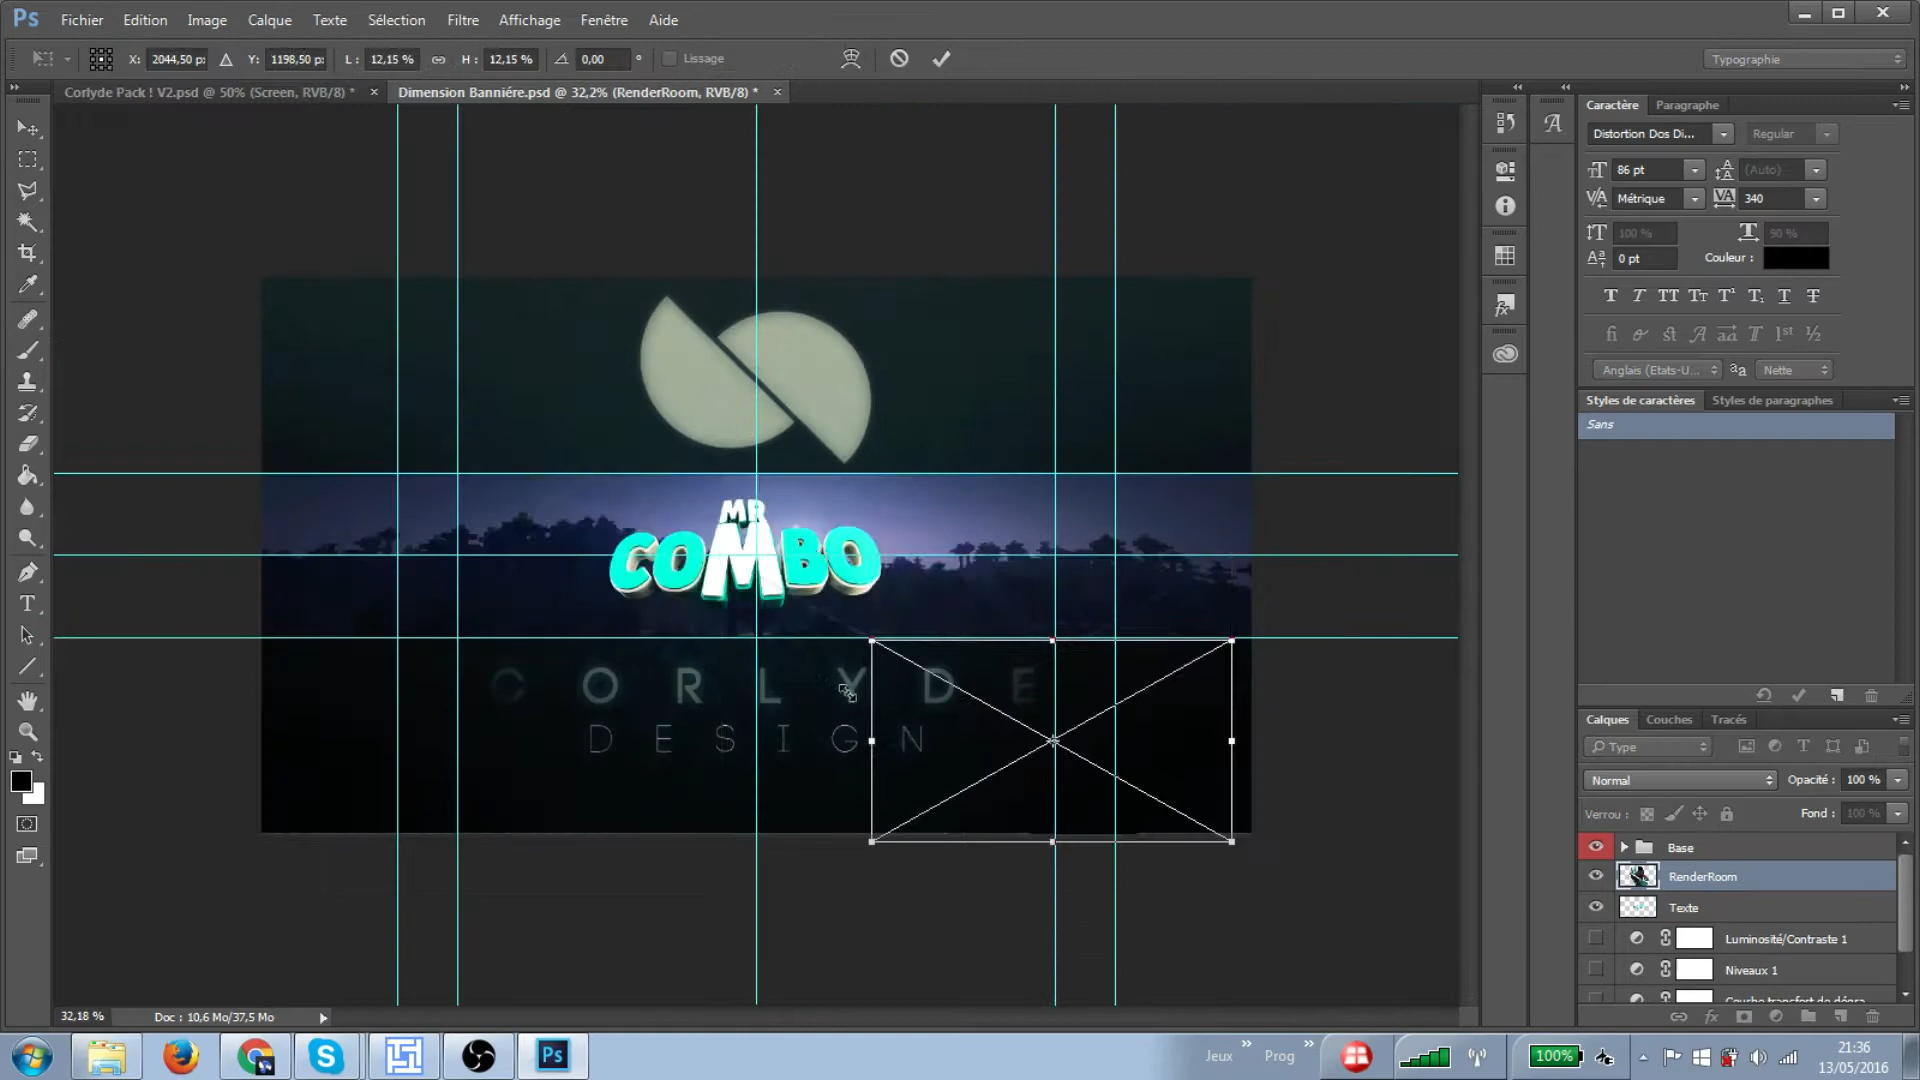 Ps Fichier Edition Image Calque Texte Sélection Filtre Affichage Fenêtre Aide
X: 2044,50 p: Y: 1198,50 p: L: 12,15 % H: 12,15 % 0,00 ° Lissage Typographie
Corlyde Pack ! V2.psd @ 50% (Screen, RVB/8) * × Dimension Banniére.psd @ 32,2% (RenderRoom, RVB/8) * ×
Caractère Paragraphe
Distortion Dos Di... Regular
86 pt (Auto)
Métrique 340
100 % 90 %
0 pt Couleur :
Anglais (Etats-U... Nette
Styles de caractères Styles de paragraphes
Sans
MR
COMBO
CORLYDE
DESIGN
Calques Couches Tracés
Type
Normal Opacité : 100 %
Verrou : Fond : 100 %
Base
RenderRoom
Texte
Luminosité/Contraste 1
Niveaux 1
32,18 % Doc : 10,6 Mo/37,5 Mo
Jeux Prog 100% 21:36
13/05/2016